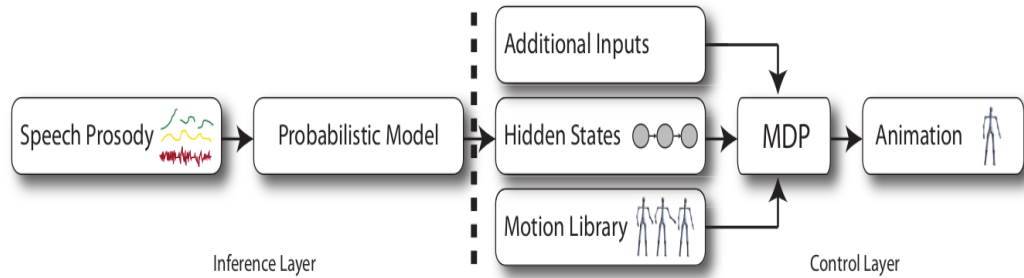 Additional Inputs
Speech Prosody
Probabilistic Model
Hidden States
MDP
Animation
Motion Library
Inference Layer
Control Layer